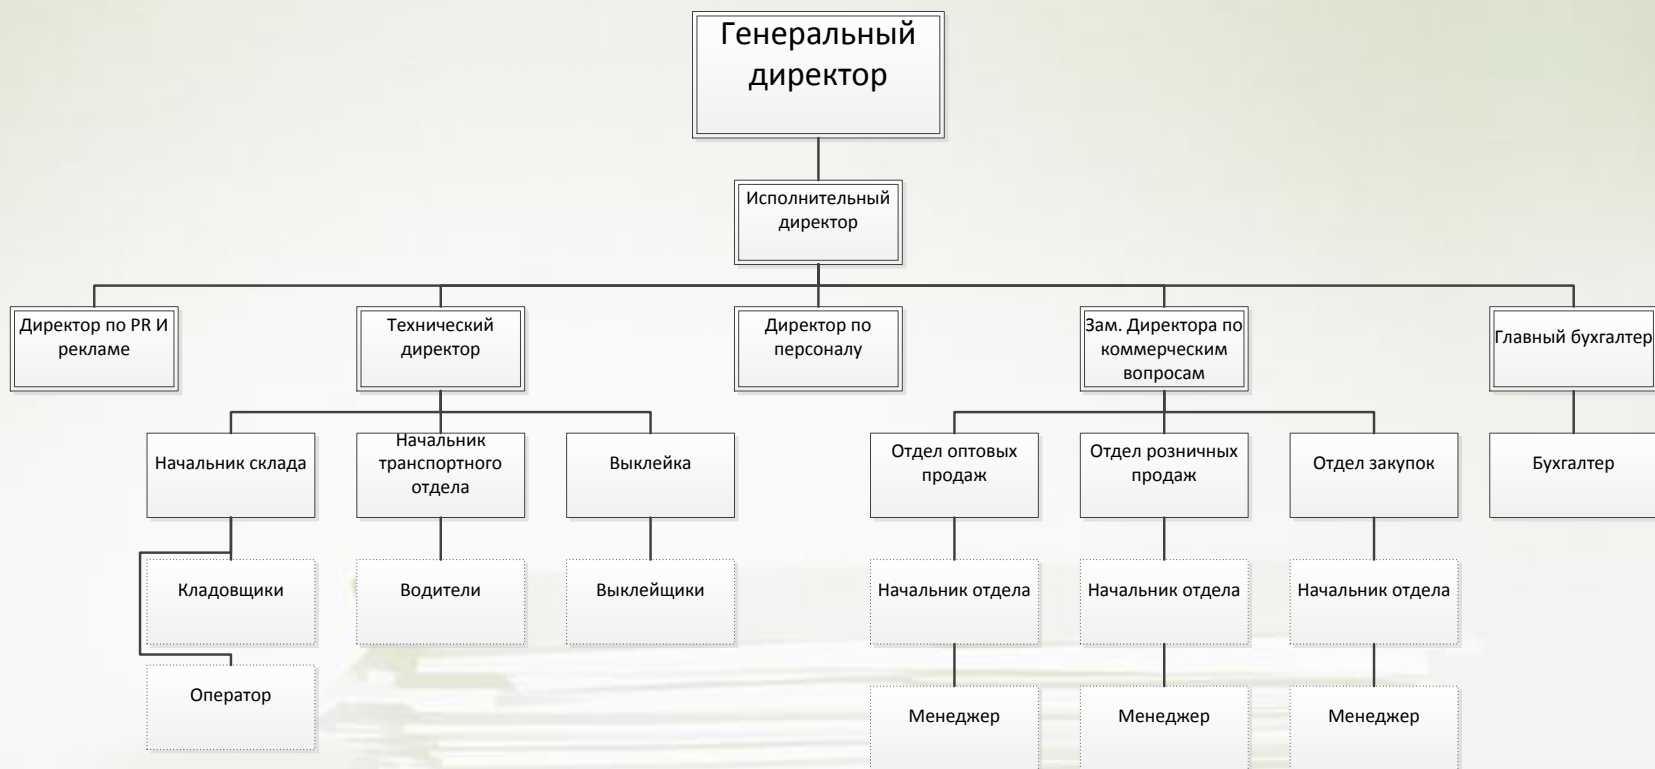 Генеральный
директор
Исполнительный
директор
Директор по PR И
рекламе
Технический
директор
Директор по
персоналу
Зам. Директора по
коммерческим
вопросам
Главный бухгалтер
Начальник склада
Начальник
транспортного
отдела
Выклейка
Отдел оптовых
продаж
Отдел розничных
продаж
Отдел закупок
Бухгалтер
Кладовщики
Водители
Выклейщики
Начальник отдела
Начальник отдела
Начальник отдела
Оператор
Менеджер
Менеджер
Менеджер